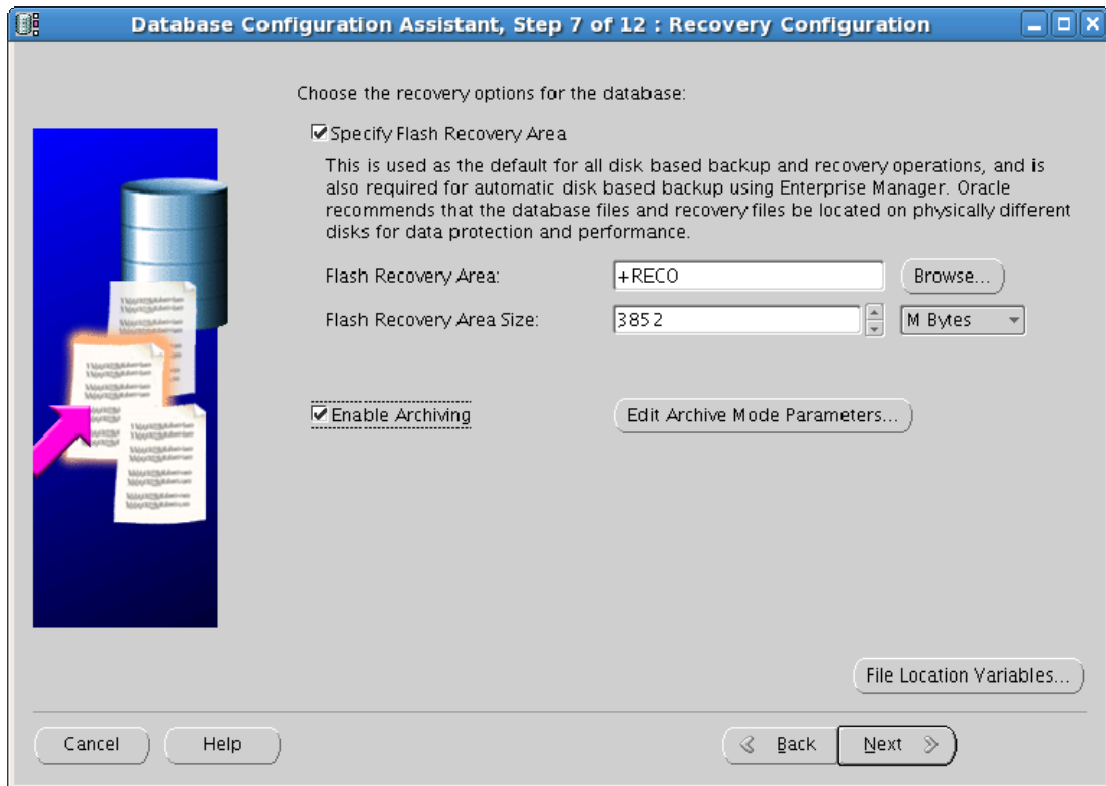 Database Configuration Assistant, Step 7 of 12 : Recovery Configuration
Choose the recovery options for the database:
Specify Flash Recovery Area
This is used as the default for all disk based backup and recovery operations, and is
also required for automatic disk based backup using Enterprise Manager. Oracle
recommends that the database files and recovery files be located on physically different
disks for data protection and performance.
Flash Recovery Area: +RECO Browse...
Flash Recovery Area Size: 3852 M Bytes
Enable Archiving Edit Archive Mode Parameters...
File Location Variables...
Cancel Help Back Next